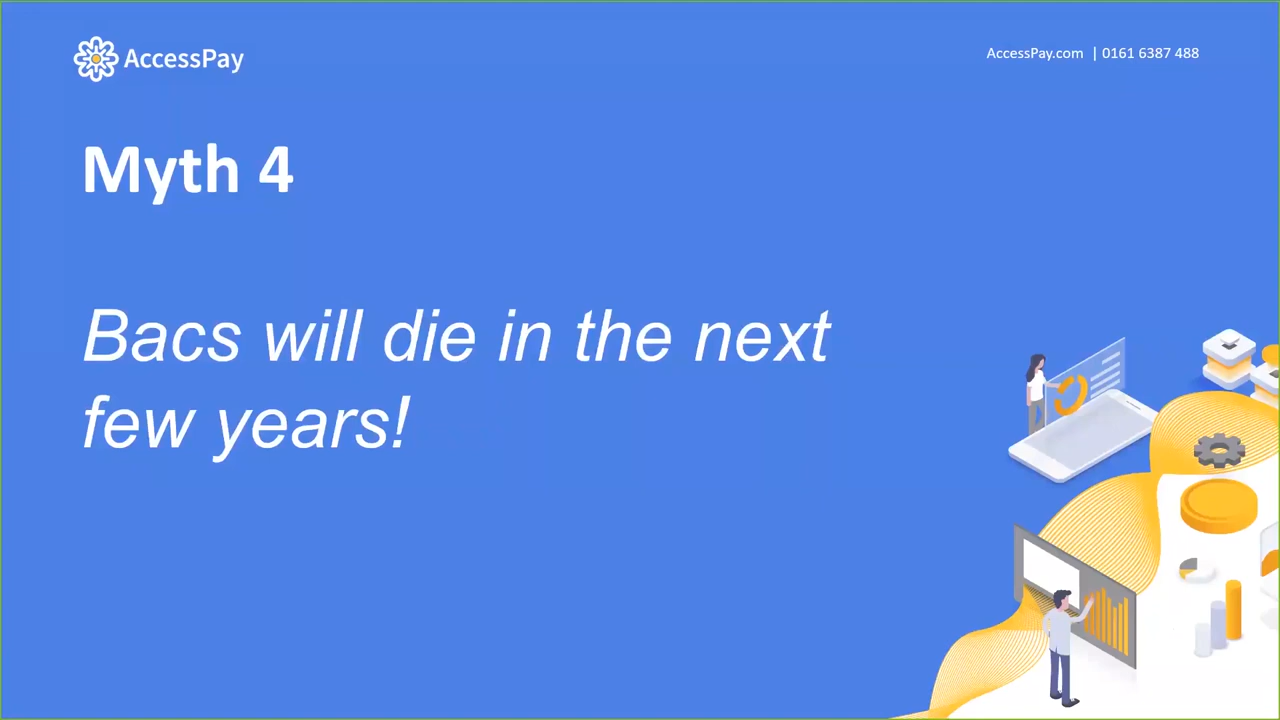 AccessPay
AccessPay.com | 0161 6387 488
Myth 4
Bacs will die in the next
few years!